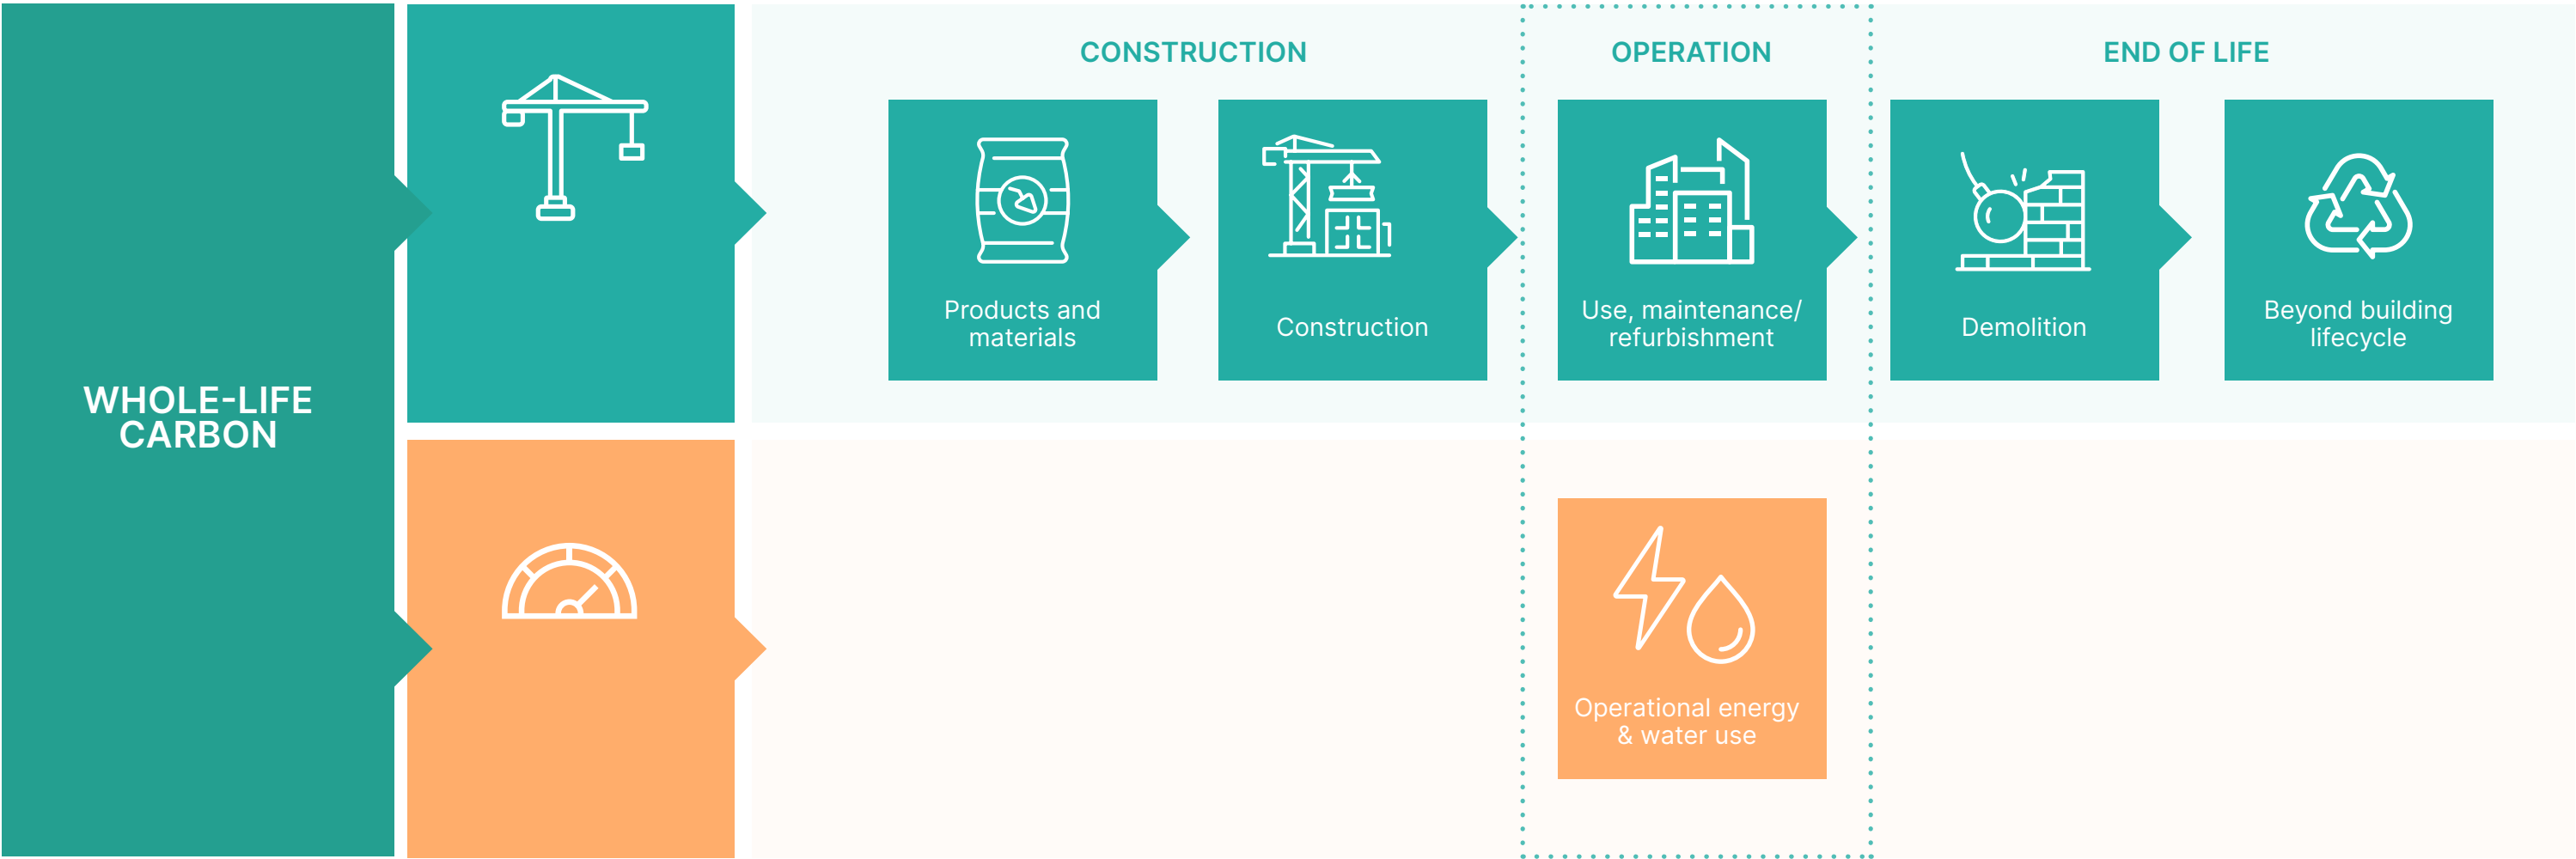 WHOLE-LIFE
CARBON
CONSTRUCTION
OPERATION
END OF LIFE
Products and
materials
Construction
Use, maintenance/
refurbishment
Demolition
Beyond building
lifecycle
Operational energy
& water use